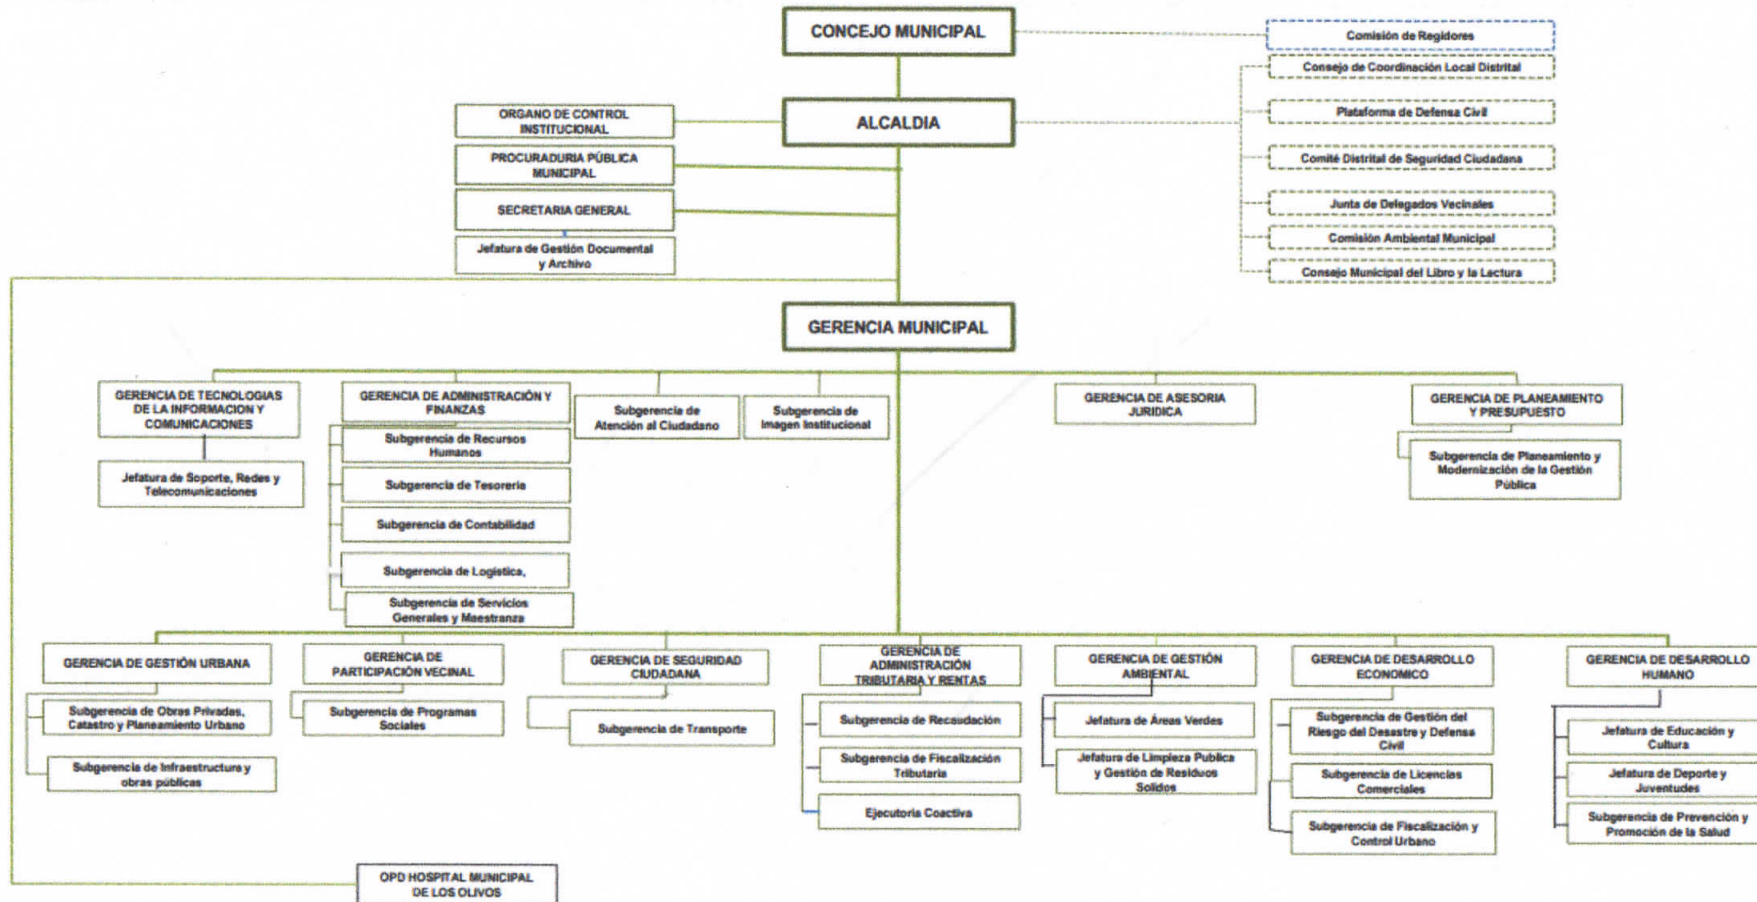 CONCEJO MUNICIPAL
Comisión de Regidores
Consejo de Coordinación Local Distrital
ORGANO DE CONTROL
INSTITUCIONAL
ALCALDIA
Plataforma de Defensa Civil
PROCURADURIA PÚBLICA
MUNICIPAL
Comité Distrital de Seguridad Ciudadana
SECRETARIA GENERAL
Junta de Delegados Vecinales
Jefatura de Gestión Documental
y Archivo
Comisión Ambiental Municipal
Consejo Municipal del Libro y la Lectura
GERENCIA MUNICIPAL
GERENCIA DE TECNOLOGIAS
DE LA INFORMACION Y
COMUNICACIONES
Jefatura de Soporte, Redes y
Telecomunicaciones
GERENCIA DE ADMINISTRACIÓN Y
FINANZAS
Subgerencia de Recursos
Humanos
Subgerencia de Tesorería
Subgerencia de Contabilidad
Subgerencia de Logística,
Subgerencia de Servicios
Generales y Maestranza
Subgerencia de
Atención al Ciudadano
Subgerencia de
Imagen Institucional
GERENCIA DE ASESORIA
JURIDICA
GERENCIA DE PLANEAMIENTO
Y PRESUPUESTO
Subgerencia de Planeamiento y
Modernización de la Gestión
Pública
GERENCIA DE GESTIÓN URBANA
Subgerencia de Obras Privadas,
Catastro y Planeamiento Urbano
Subgerencia de Infraestructura y
obras públicas
GERENCIA DE
PARTICIPACIÓN VECINAL
Subgerencia de Programas
Sociales
GERENCIA DE SEGURIDAD
CIUDADANA
Subgerencia de Transporte
GERENCIA DE
ADMINISTRACIÓN
TRIBUTARIA Y RENTAS
Subgerencia de Recaudación
Subgerencia de Fiscalización
Tributaria
Ejecutoria Coactiva
GERENCIA DE GESTIÓN
AMBIENTAL
Jefatura de Áreas Verdes
Jefatura de Limpieza Publica
y Gestión de Residuos
Solidos
GERENCIA DE DESARROLLO
ECONOMICO
Subgerencia de Gestión del
Riesgo del Desastre y Defensa
Civil
Subgerencia de Licencias
Comerciales
Subgerencia de Fiscalización y
Control Urbano
GERENCIA DE DESARROLLO
HUMANO
Jefatura de Educación y
Cultura
Jefatura de Deporte y
Juventudes
Subgerencia de Prevención y
Promoción de la Salud
OPD HOSPITAL MUNICIPAL
DE LOS OLIVOS